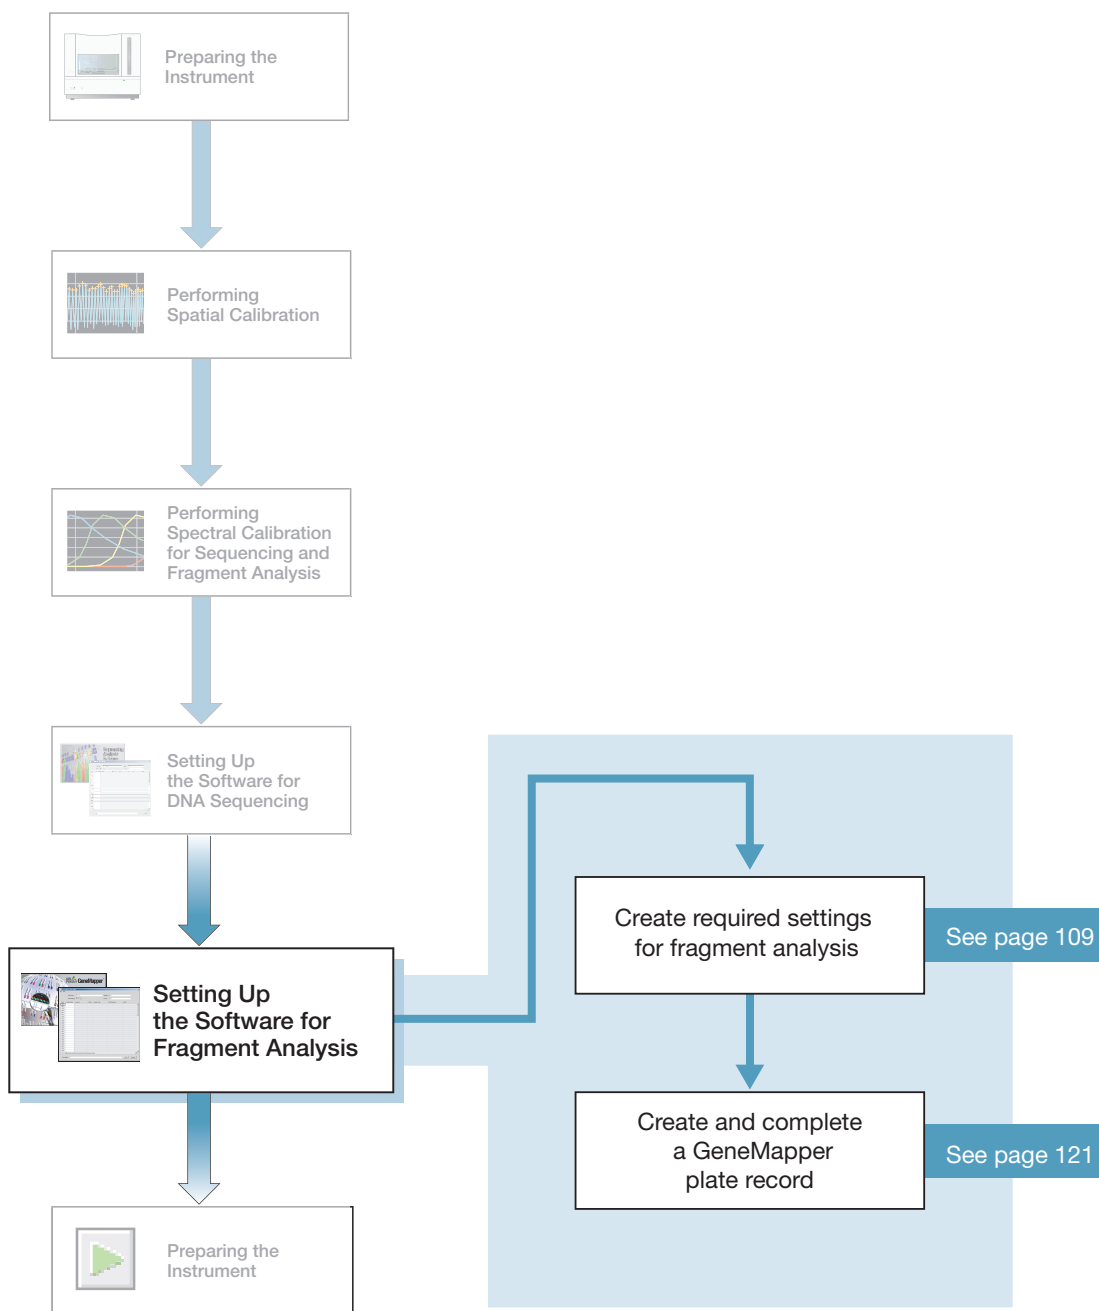 Preparing the
Instrument
Performing
Spatial Calibration
Performing
Spectral Calibration
for Sequencing and
Fragment Analysis
Setting Up
the Software for
DNA Sequencing
Setting Up
the Software for
Fragment Analysis
Create required settings
for fragment analysis
See page 109
Create and complete
a GeneMapper
plate record
See page 121
Preparing the
Instrument